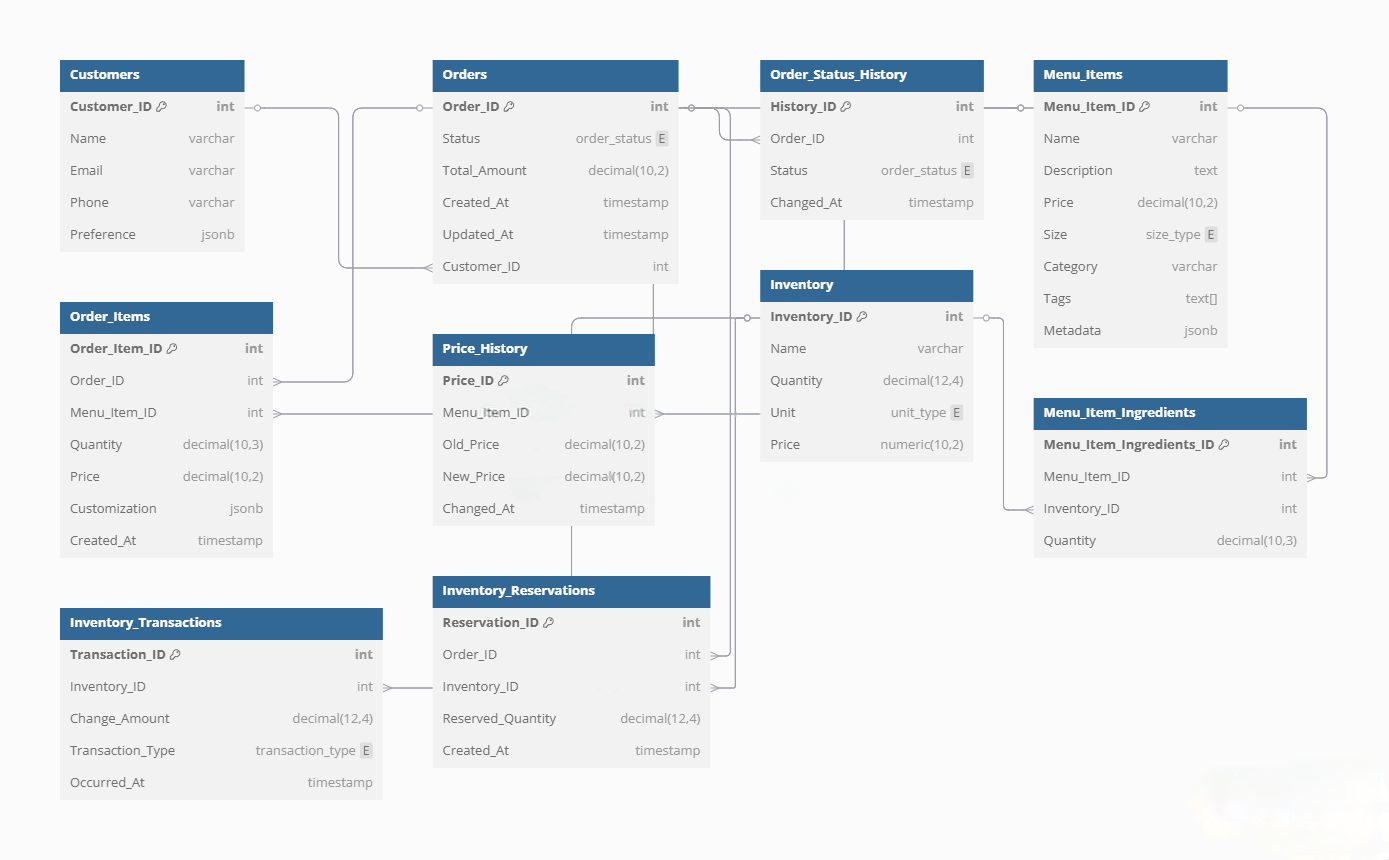 Customers
Customer_ID int
Name varchar
Email varchar
Phone varchar
Preference jsonb
Orders
Order_ID int
Status order_status E
Total_Amount decimal(10,2)
Created_At timestamp
Updated_At timestamp
Customer_ID int
Order_Status_History
History_ID int
Order_ID int
Status order_status E
Changed_At timestamp
Menu_Items
Menu_Item_ID int
Name varchar
Description text
Price decimal(10,2)
Size size_type E
Category varchar
Tags text[]
Metadata jsonb
Order_Items
Order_Item_ID int
Order_ID int
Menu_Item_ID int
Quantity decimal(10,3)
Price decimal(10,2)
Customization jsonb
Created_At timestamp
Price_History
Price_ID int
Menu_Item_ID int
Old_Price decimal(10,2)
New_Price decimal(10,2)
Changed_At timestamp
Inventory
Inventory_ID int
Name varchar
Quantity decimal(12,4)
Unit unit_type E
Price numeric(10,2)
Menu_Item_Ingredients
Menu_Item_Ingredients_ID int
Menu_Item_ID int
Inventory_ID int
Quantity decimal(10,3)
Inventory_Transactions
Transaction_ID int
Inventory_ID int
Change_Amount decimal(12,4)
Transaction_Type transaction_type E
Occurred_At timestamp
Inventory_Reservations
Reservation_ID int
Order_ID int
Inventory_ID int
Reserved_Quantity decimal(12,4)
Created_At timestamp